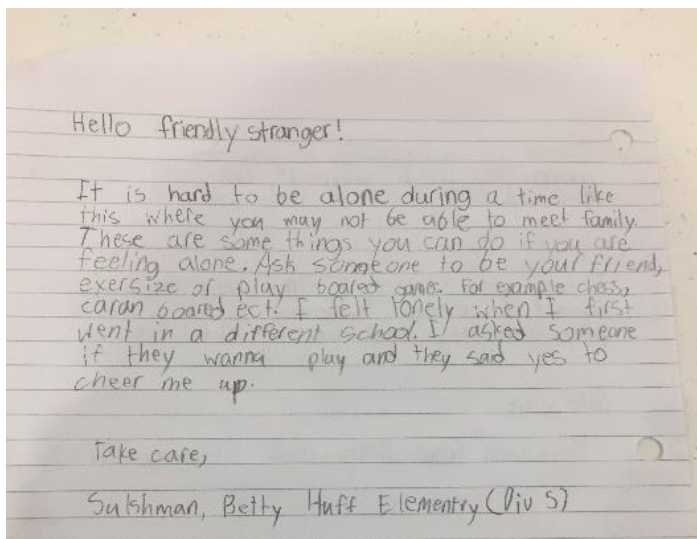 Hello friendly stranger!
It is hard to be alone during a time like
this where you may not be able to meet family.
These are some things you can do if you are
feeling alone. Ask someone to be your friend,
exersize or play boared games. For example chess,
caran boared ect. I felt lonely when I first
went in a different school. I asked someone
if they wanna play and they said yes to
cheer me up.
Take care,
Sukhman, Betty Huff Elementry (Div 5)